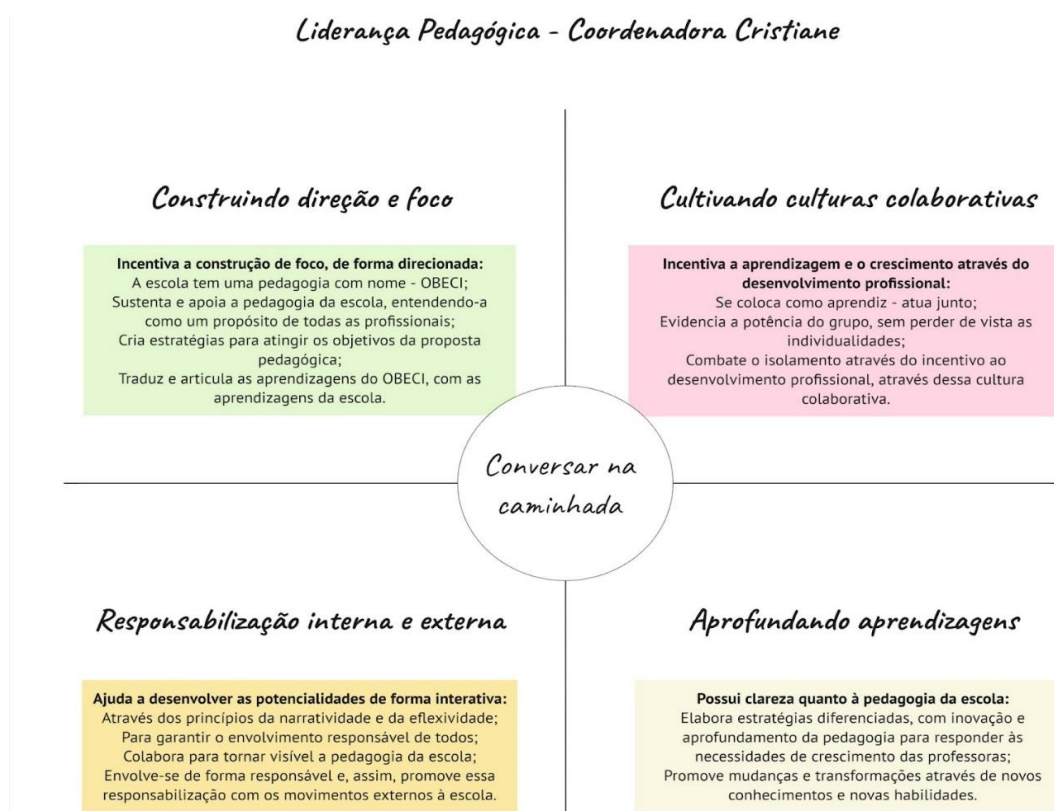 Liderança Pedagógica - Coordenadora Cristiane
Construindo direção e foco
Incentiva a construção de foco, de forma direcionada:
A escola tem uma pedagogia com nome - OBECI;
Sustenta e apoia a pedagogia da escola, entendendo-a
como um propósito de todas as profissionais;
Cria estratégias para atingir os objetivos da proposta
pedagógica;
Traduz e articula as aprendizagens do OBECI, com as
aprendizagens da escola.
Cultivando culturas colaborativas
Incentiva a aprendizagem e o crescimento através do
desenvolvimento profissional:
Se coloca como aprendiz - atua junto;
Evidencia a potência do grupo, sem perder de vista as
individualidades;
Combate o isolamento através do incentivo ao
desenvolvimento profissional, através dessa cultura
colaborativa.
Conversar na
caminhada
Responsabilização interna e externa
Ajuda a desenvolver as potencialidades de forma interativa:
Através dos princípios da narratividade e da eflexividade;
Para garantir o envolvimento responsável de todos;
Colabora para tornar visível a pedagogia da escola;
Envolve-se de forma responsável e, assim, promove essa
responsabilização com os movimentos externos à escola.
Aprofundando aprendizagens
Possui clareza quanto à pedagogia da escola:
Elabora estratégias diferenciadas, com inovação e
aprofundamento da pedagogia para responder às
necessidades de crescimento das professoras;
Promove mudanças e transformações através de novos
conhecimentos e novas habilidades.